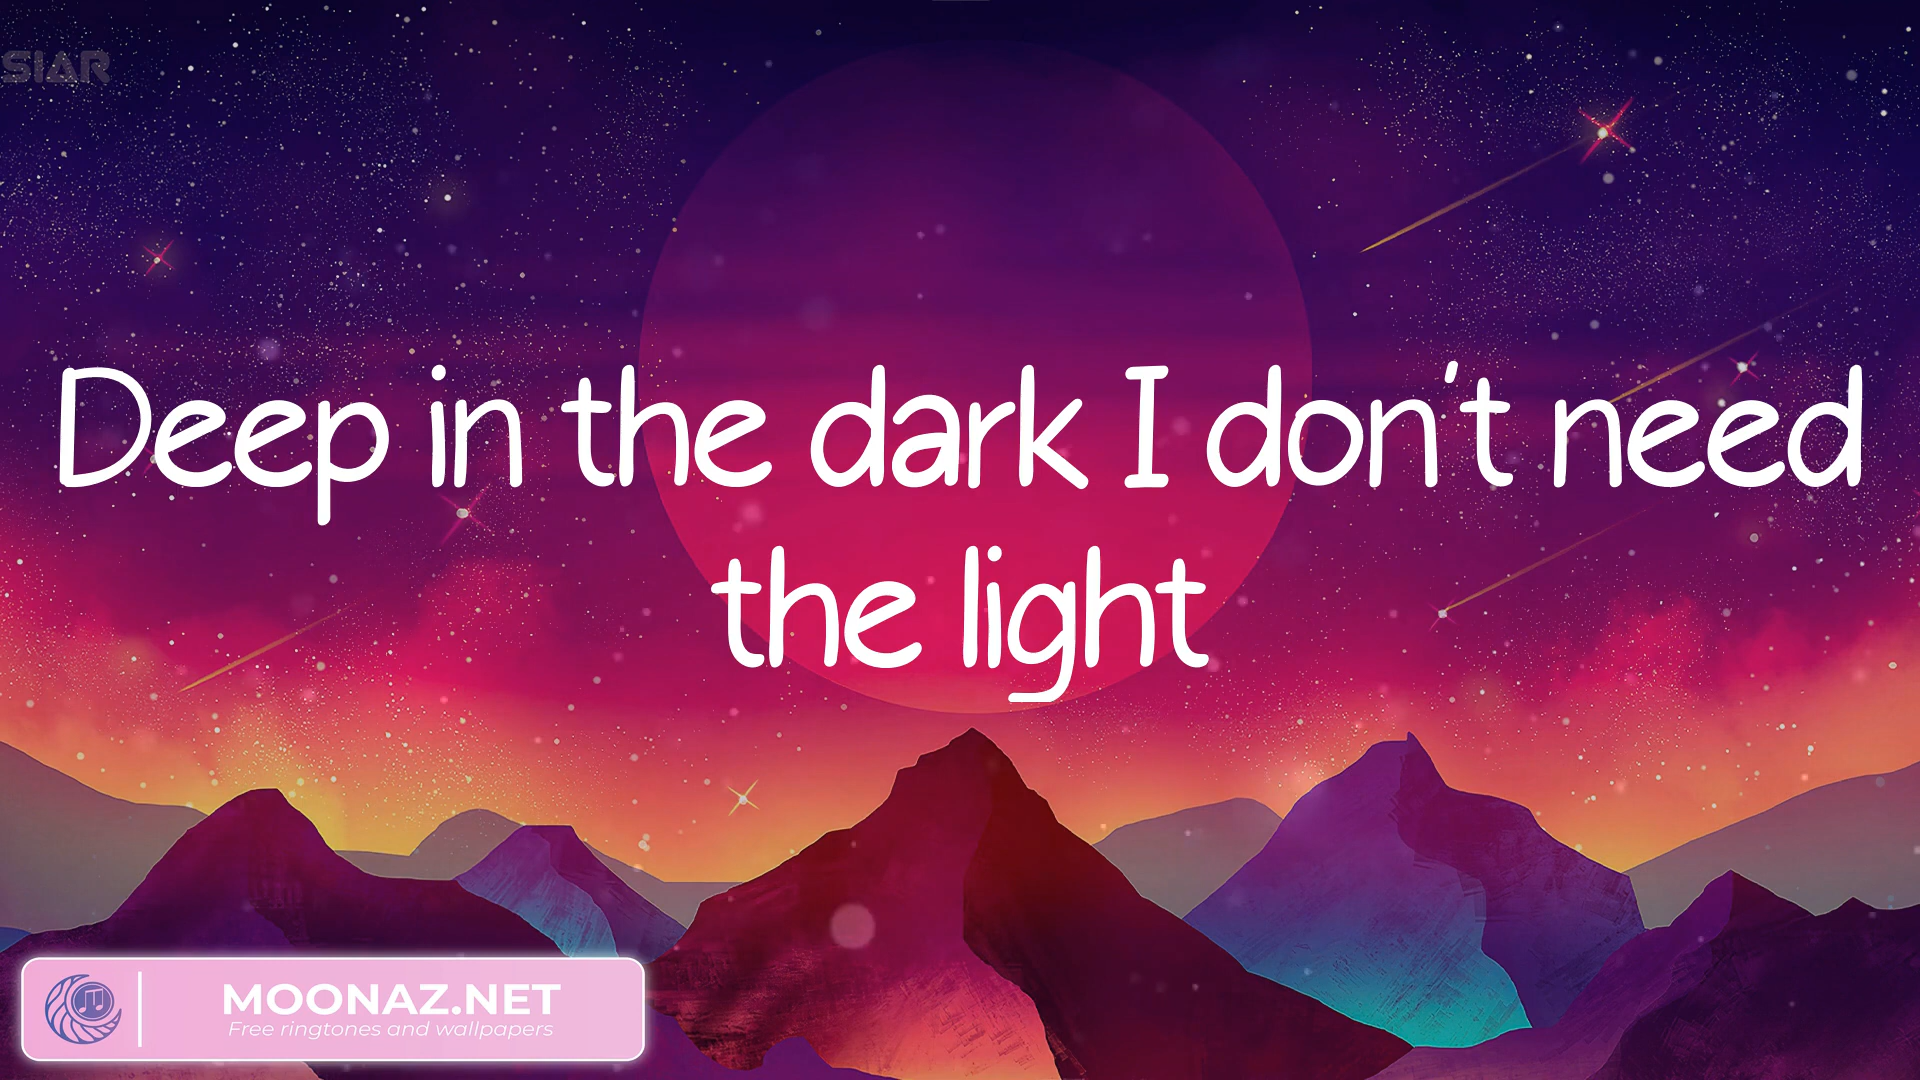 SIAR
Deep in the dark I don't need
the light
MOONAZ.NET
Free ringtones and wallpapers